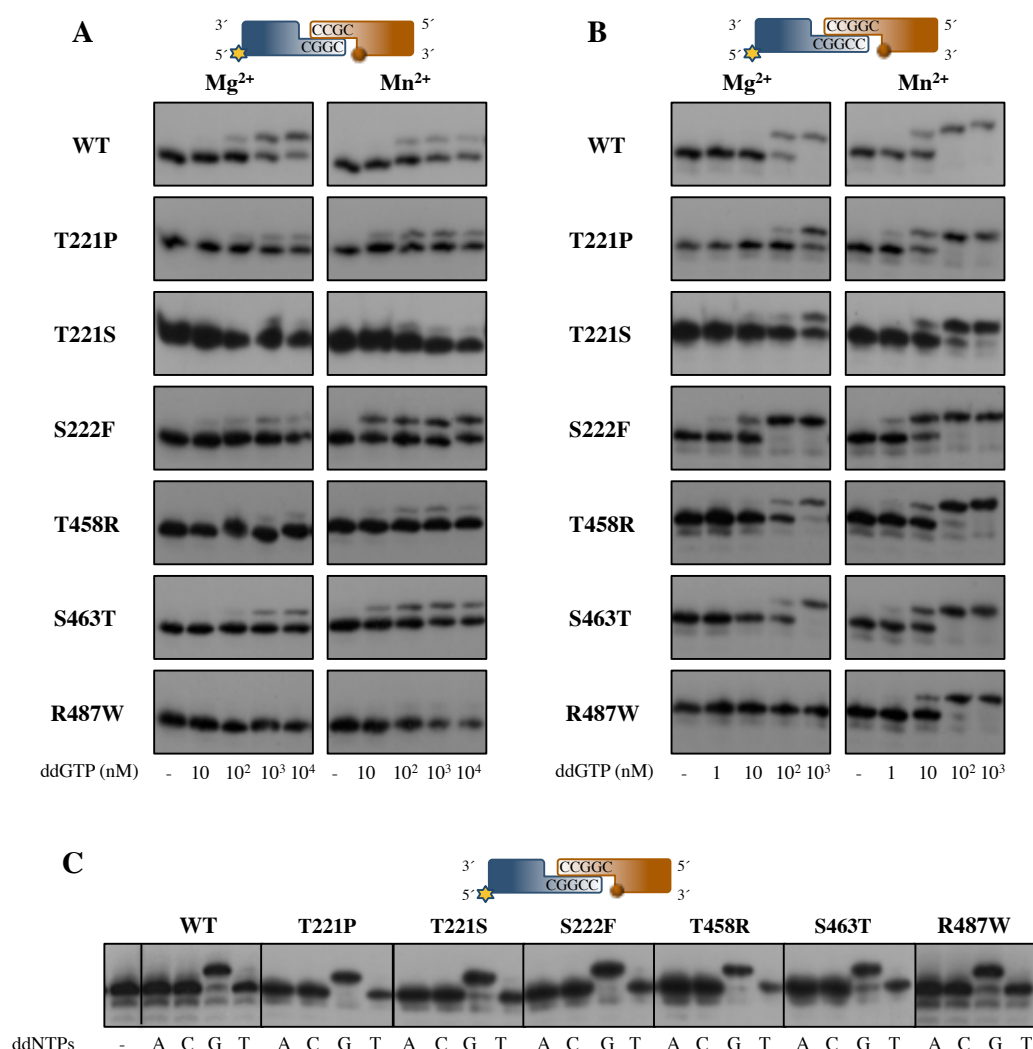 A
3´ CCGC 5´
5´ CGGC 3´
Mg²⁺ Mn²⁺
WT
T221P
T221S
S222F
T458R
S463T
R487W
ddGTP (nM) - 10 10² 10³ 10⁴ - 10 10² 10³ 10⁴
B
3´ CCGGC 5´
5´ CGGCC 3´
Mg²⁺ Mn²⁺
WT
T221P
T221S
S222F
T458R
S463T
R487W
ddGTP (nM) - 1 10 10² 10³ - 1 10 10² 10³
C
3´ CCGGC 5´
5´ CGGCC 3´
WT T221P T221S S222F T458R S463T R487W
ddNTPs - A C G T A C G T A C G T A C G T A C G T A C G T A C G T